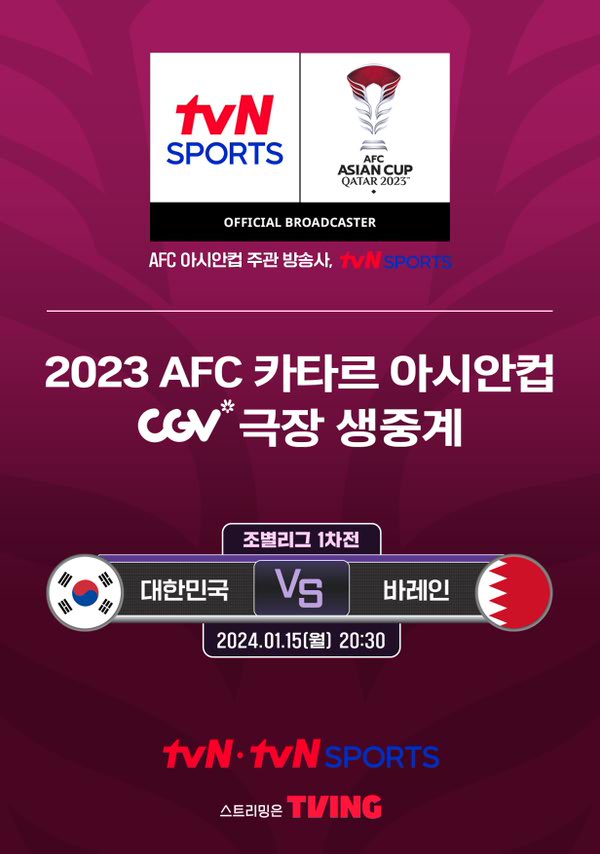 tvN
SPORTS
AFC
ASIAN CUP
QATAR 2023™
OFFICIAL BROADCASTER
AFC 아시안컵 주관 방송사, tvN SPORTS
2023 AFC 카타르 아시안컵
CGV* 극장 생중계
조별리그 1차전
대한민국 VS 바레인
2024.01.15(월) 20:30
tvN · tvN SPORTS
스트리밍은 TVING